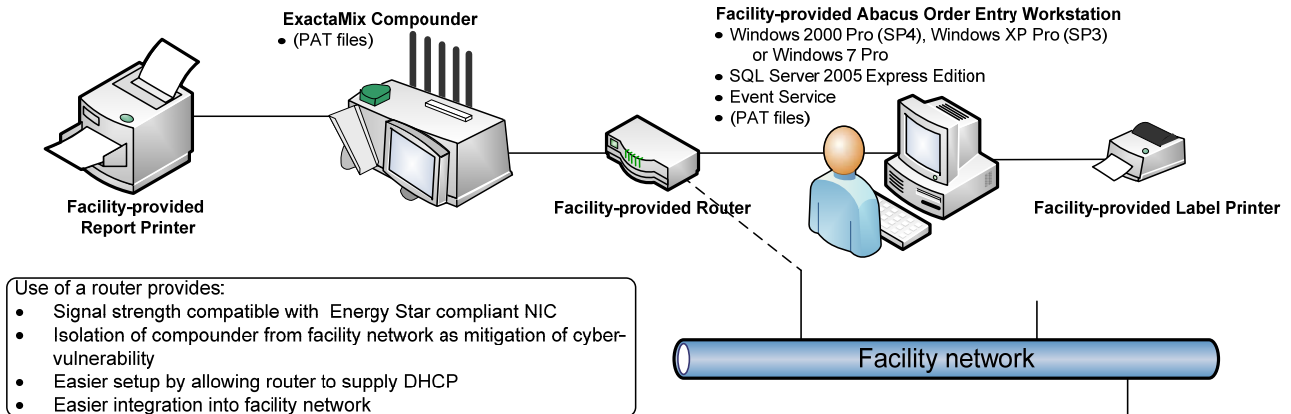 ExactaMix Compounder
• (PAT files)
Facility-provided Abacus Order Entry Workstation
• Windows 2000 Pro (SP4), Windows XP Pro (SP3)
or Windows 7 Pro
• SQL Server 2005 Express Edition
• Event Service
• (PAT files)
Facility-provided
Report Printer
Facility-provided Router
Facility-provided Label Printer
Use of a router provides:
• Signal strength compatible with Energy Star compliant NIC
• Isolation of compounder from facility network as mitigation of cyber-
vulnerability
• Easier setup by allowing router to supply DHCP
• Easier integration into facility network
Facility network